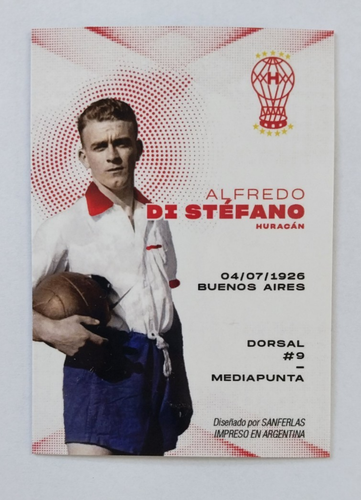 H
ALFREDO
DI STÉFANO
HURACÁN
04/07/1926
BUENOS AIRES
DORSAL
#9
–
MEDIAPUNTA
Diseñado por SANFERLAS
IMPRESO EN ARGENTINA